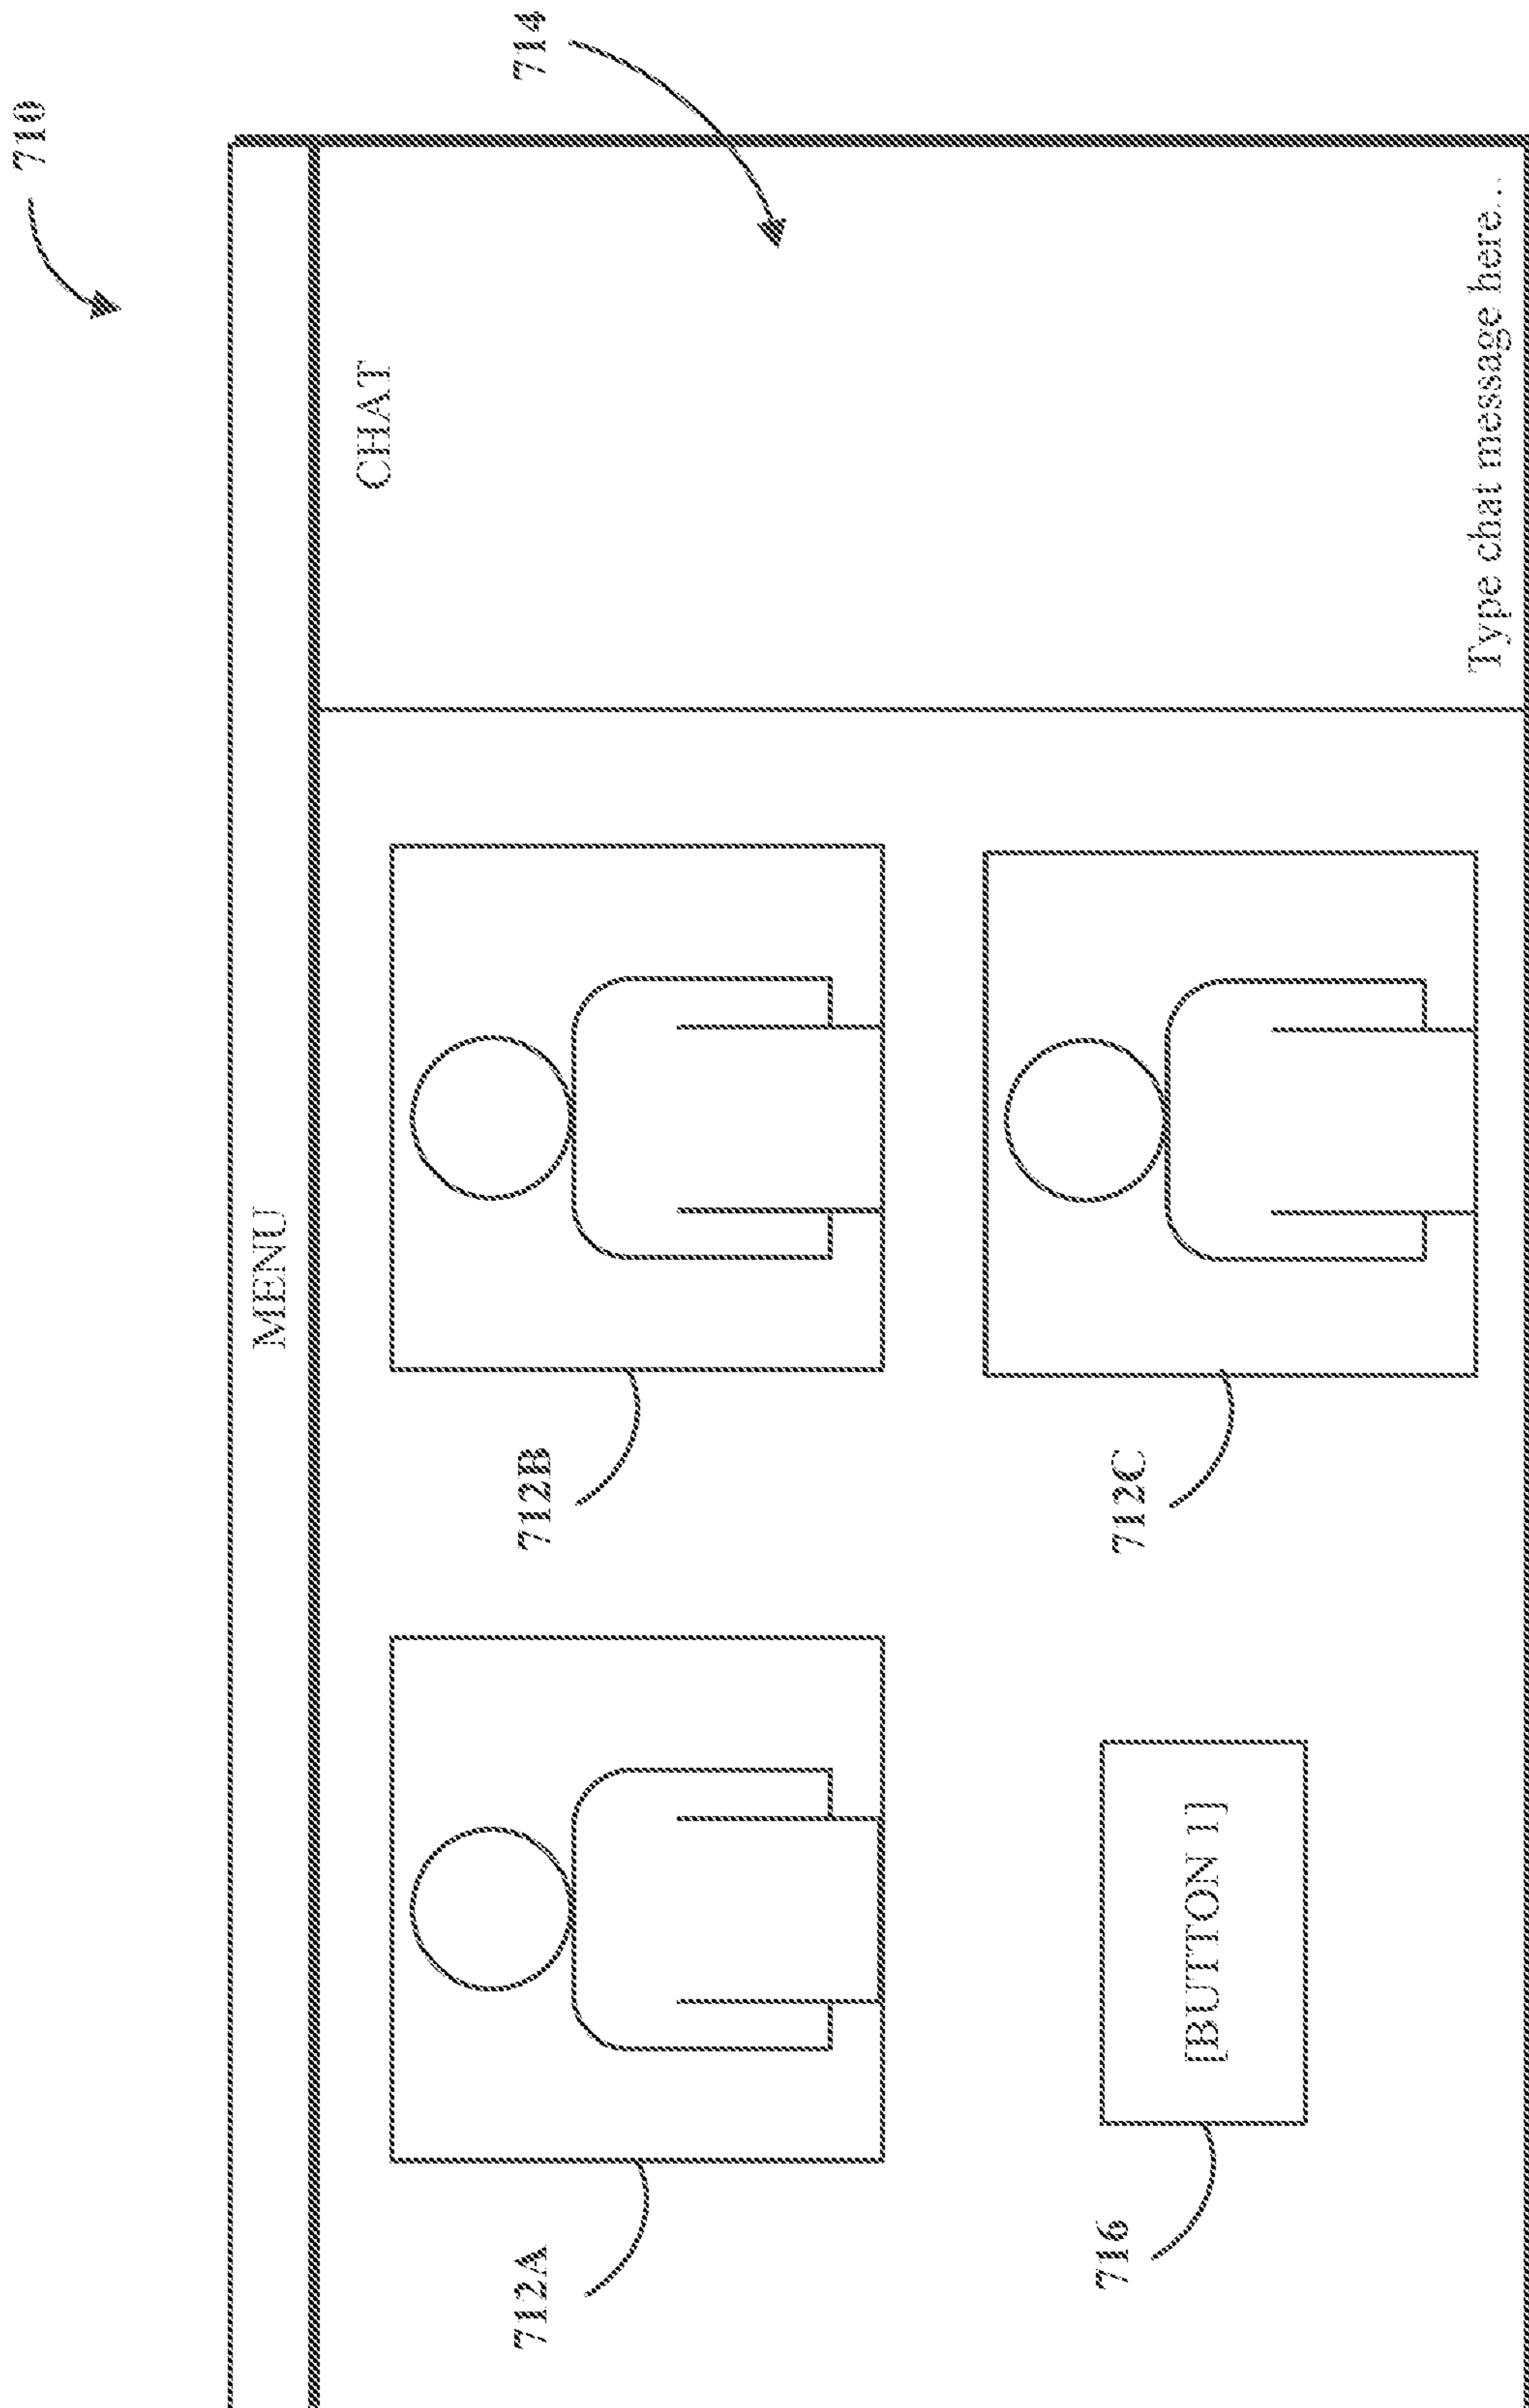 710
MENU
714
CHAT
712A
712B
716
[BUTTON 1]
712C
Type chat message here...